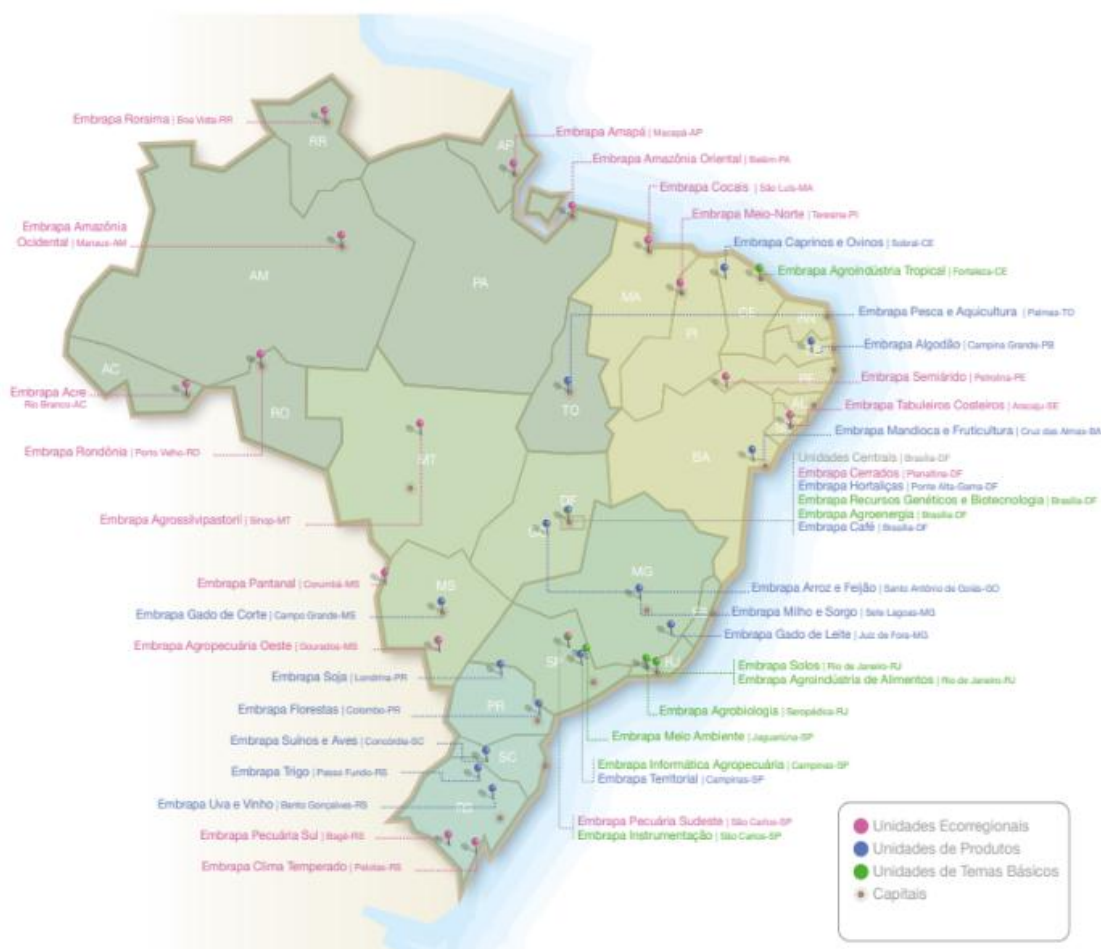 Embrapa Roraima | Boa Vista-RR
Embrapa Amapá | Macapá-AP
Embrapa Amazônia Oriental | Belém-PA
Embrapa Cocais | São Luís-MA
Embrapa Meio-Norte | Teresina-PI
Embrapa Amazônia
Ocidental | Manaus-AM
Embrapa Caprinos e Ovinos | Sobral-CE
Embrapa Agroindústria Tropical | Fortaleza-CE
Embrapa Pesca e Aquicultura | Palmas-TO
Embrapa Algodão | Campina Grande-PB
Embrapa Semiárido | Petrolina-PE
Embrapa Acre
Rio Branco-AC
Embrapa Tabuleiros Costeiros | Aracaju-SE
Embrapa Mandioca e Fruticultura | Cruz das Almas-BA
Embrapa Rondônia | Porto Velho-RO
Unidades Centrais | Brasília-DF
Embrapa Cerrados | Planaltina-DF
Embrapa Hortaliças | Ponte Alta-Gama-DF
Embrapa Recursos Genéticos e Biotecnologia | Brasília-DF
Embrapa Agroenergia | Brasília-DF
Embrapa Café | Brasília-DF
Embrapa Agrossilvipastoril | Sinop-MT
Embrapa Pantanal | Corumbá-MS
Embrapa Arroz e Feijão | Santo Antônio de Goiás-GO
Embrapa Gado de Corte | Campo Grande-MS
Embrapa Milho e Sorgo | Sete Lagoas-MG
Embrapa Gado de Leite | Juiz de Fora-MG
Embrapa Agropecuária Oeste | Dourados-MS
Embrapa Solos | Rio de Janeiro-RJ
Embrapa Agroindústria de Alimentos | Rio de Janeiro-RJ
Embrapa Soja | Londrina-PR
Embrapa Florestas | Colombo-PR
Embrapa Agrobiologia | Seropédica-RJ
Embrapa Meio Ambiente | Jaguariúna-SP
Embrapa Suínos e Aves | Concórdia-SC
Embrapa Informática Agropecuária | Campinas-SP
Embrapa Territorial | Campinas-SP
Embrapa Trigo | Passo Fundo-RS
Embrapa Uva e Vinho | Bento Gonçalves-RS
Embrapa Pecuária Sudeste | São Carlos-SP
Embrapa Instrumentação | São Carlos-SP
Embrapa Pecuária Sul | Bagé-RS
Embrapa Clima Temperado | Pelotas-RS
RR
AP
AM
PA
MA
CE
RN
PI
PE
AL
AC
RO
TO
BA
MT
DF
GO
MG
MS
ES
SP
RJ
PR
SC
RS
Unidades Ecorregionais
Unidades de Produtos
Unidades de Temas Básicos
Capitais